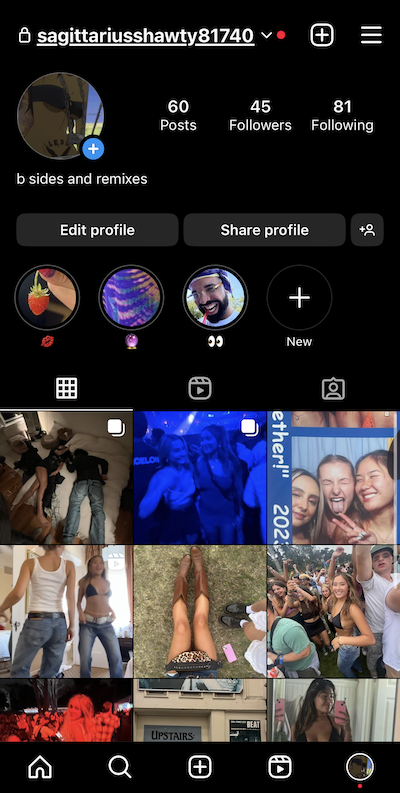 sagittariusshawty81740
60
45
81
Posts
Followers
Following
b sides and remixes
Edit profile
Share profile
New
ether!"
202
UPSTAIRS
BEAT